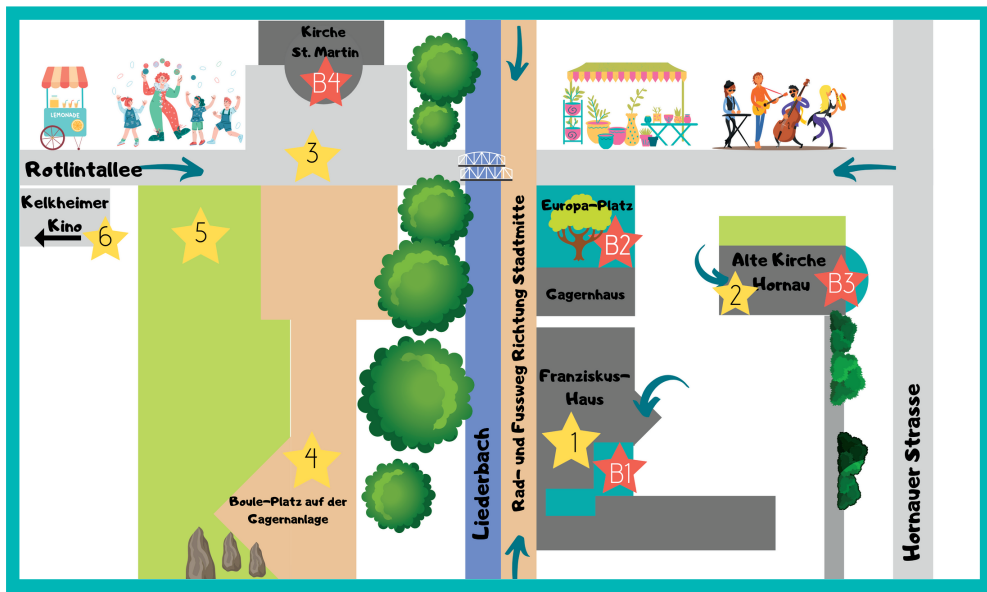 Kirche
St. Martin
B4
LEMONADE
3
Rotlintallee
Kelkheimer
Kino
6
5
4
Boule-Platz auf der
Gagernanlage
Liederbach
Rad- und Fussweg Richtung Stadtmitte
Europa-Platz
B2
Gagernhaus
Alte Kirche
Hornau
2
B3
Franziskus-
Haus
1
B1
Hornauer Strasse